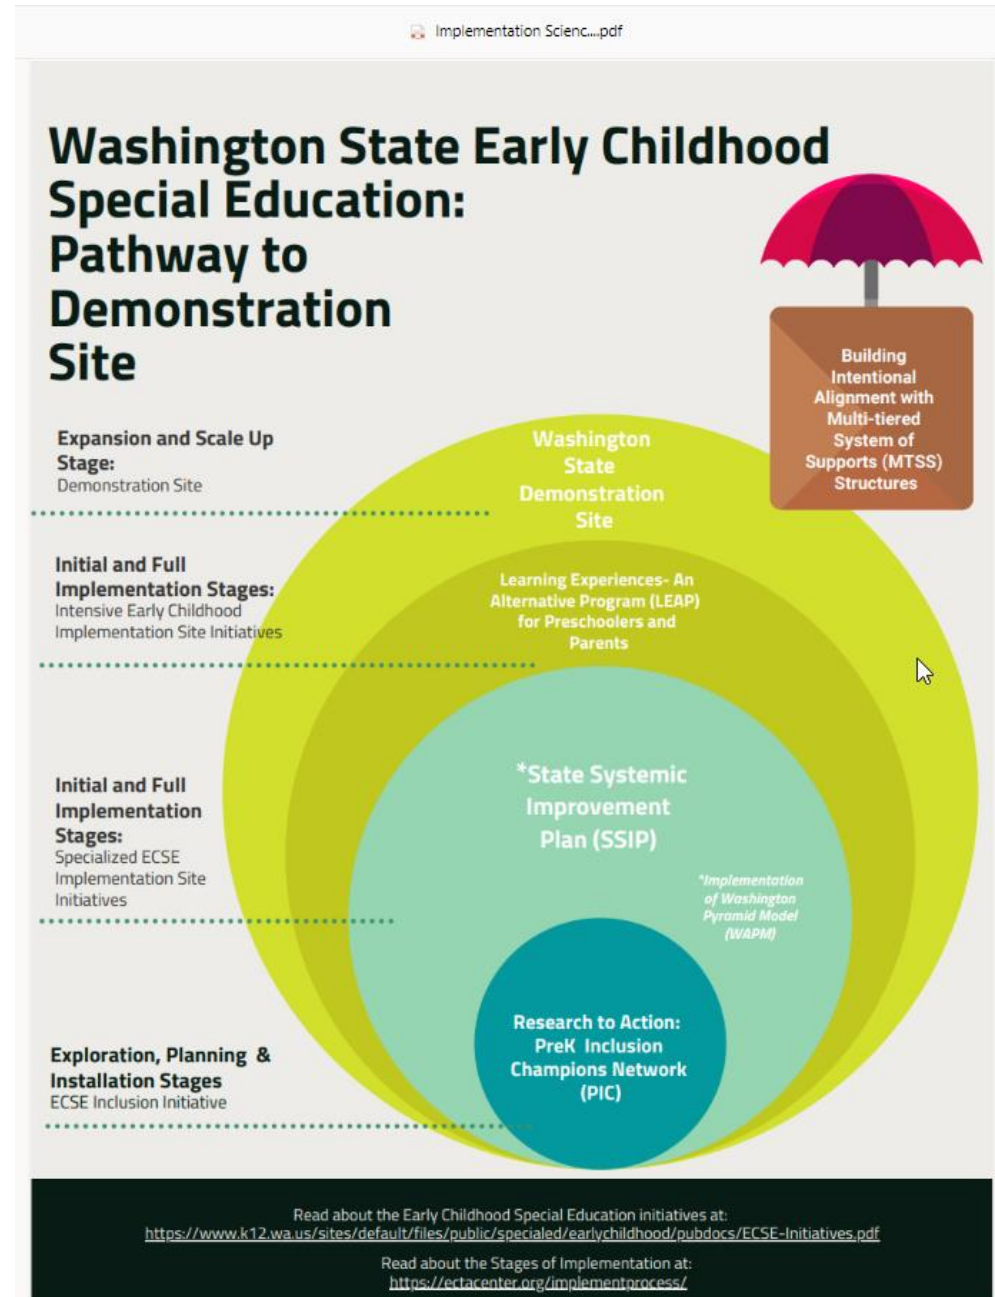 Implementation Scienc....pdf
Washington State Early Childhood
Special Education:
Pathway to
Demonstration
Site
Building
Intentional
Alignment with
Multi-tiered
System of
Supports (MTSS)
Structures
Expansion and Scale Up
Stage:
Demonstration Site
Washington
State
Demonstration
Site
Initial and Full
Implementation Stages:
Intensive Early Childhood
Implementation Site Initiatives
Learning Experiences- An
Alternative Program (LEAP)
for Preschoolers and
Parents
Initial and Full
Implementation
Stages:
Specialized ECSE
Implementation Site
Initiatives
*State Systemic
Improvement
Plan (SSIP)
*Implementation
of Washington
Pyramid Model
(WAPM)
Exploration, Planning &
Installation Stages
ECSE Inclusion Initiative
Research to Action:
PreK Inclusion
Champions Network
(PIC)
Read about the Early Childhood Special Education initiatives at:
https://www.k12.wa.us/sites/default/files/public/specialed/earlychildhood/pubdocs/ECSE-Initiatives.pdf
Read about the Stages of Implementation at:
https://ectacenter.org/implementprocess/